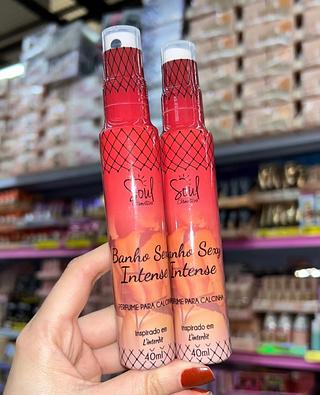 Soul
Banho Sexy
Intense
PERFUME PARA CALCINHA
Inspirado em
L'interdit
40ml
Soul
Banho Sexy
Intense
PERFUME PARA CALCINHA
Inspirado em
L'interdit
40ml